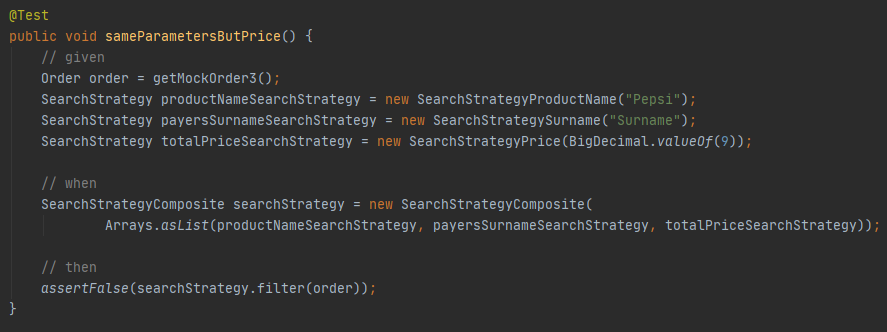 @Test
public void sameParametersButPrice() {
    // given
    Order order = getMockOrder3();
    SearchStrategy productNameSearchStrategy = new SearchStrategyProductName("Pepsi");
    SearchStrategy payersSurnameSearchStrategy = new SearchStrategySurname("Surname");
    SearchStrategy totalPriceSearchStrategy = new SearchStrategyPrice(BigDecimal.valueOf(9));

    // when
    SearchStrategyComposite searchStrategy = new SearchStrategyComposite(
            Arrays.asList(productNameSearchStrategy, payersSurnameSearchStrategy, totalPriceSearchStrategy));

    // then
    assertFalse(searchStrategy.filter(order));
}